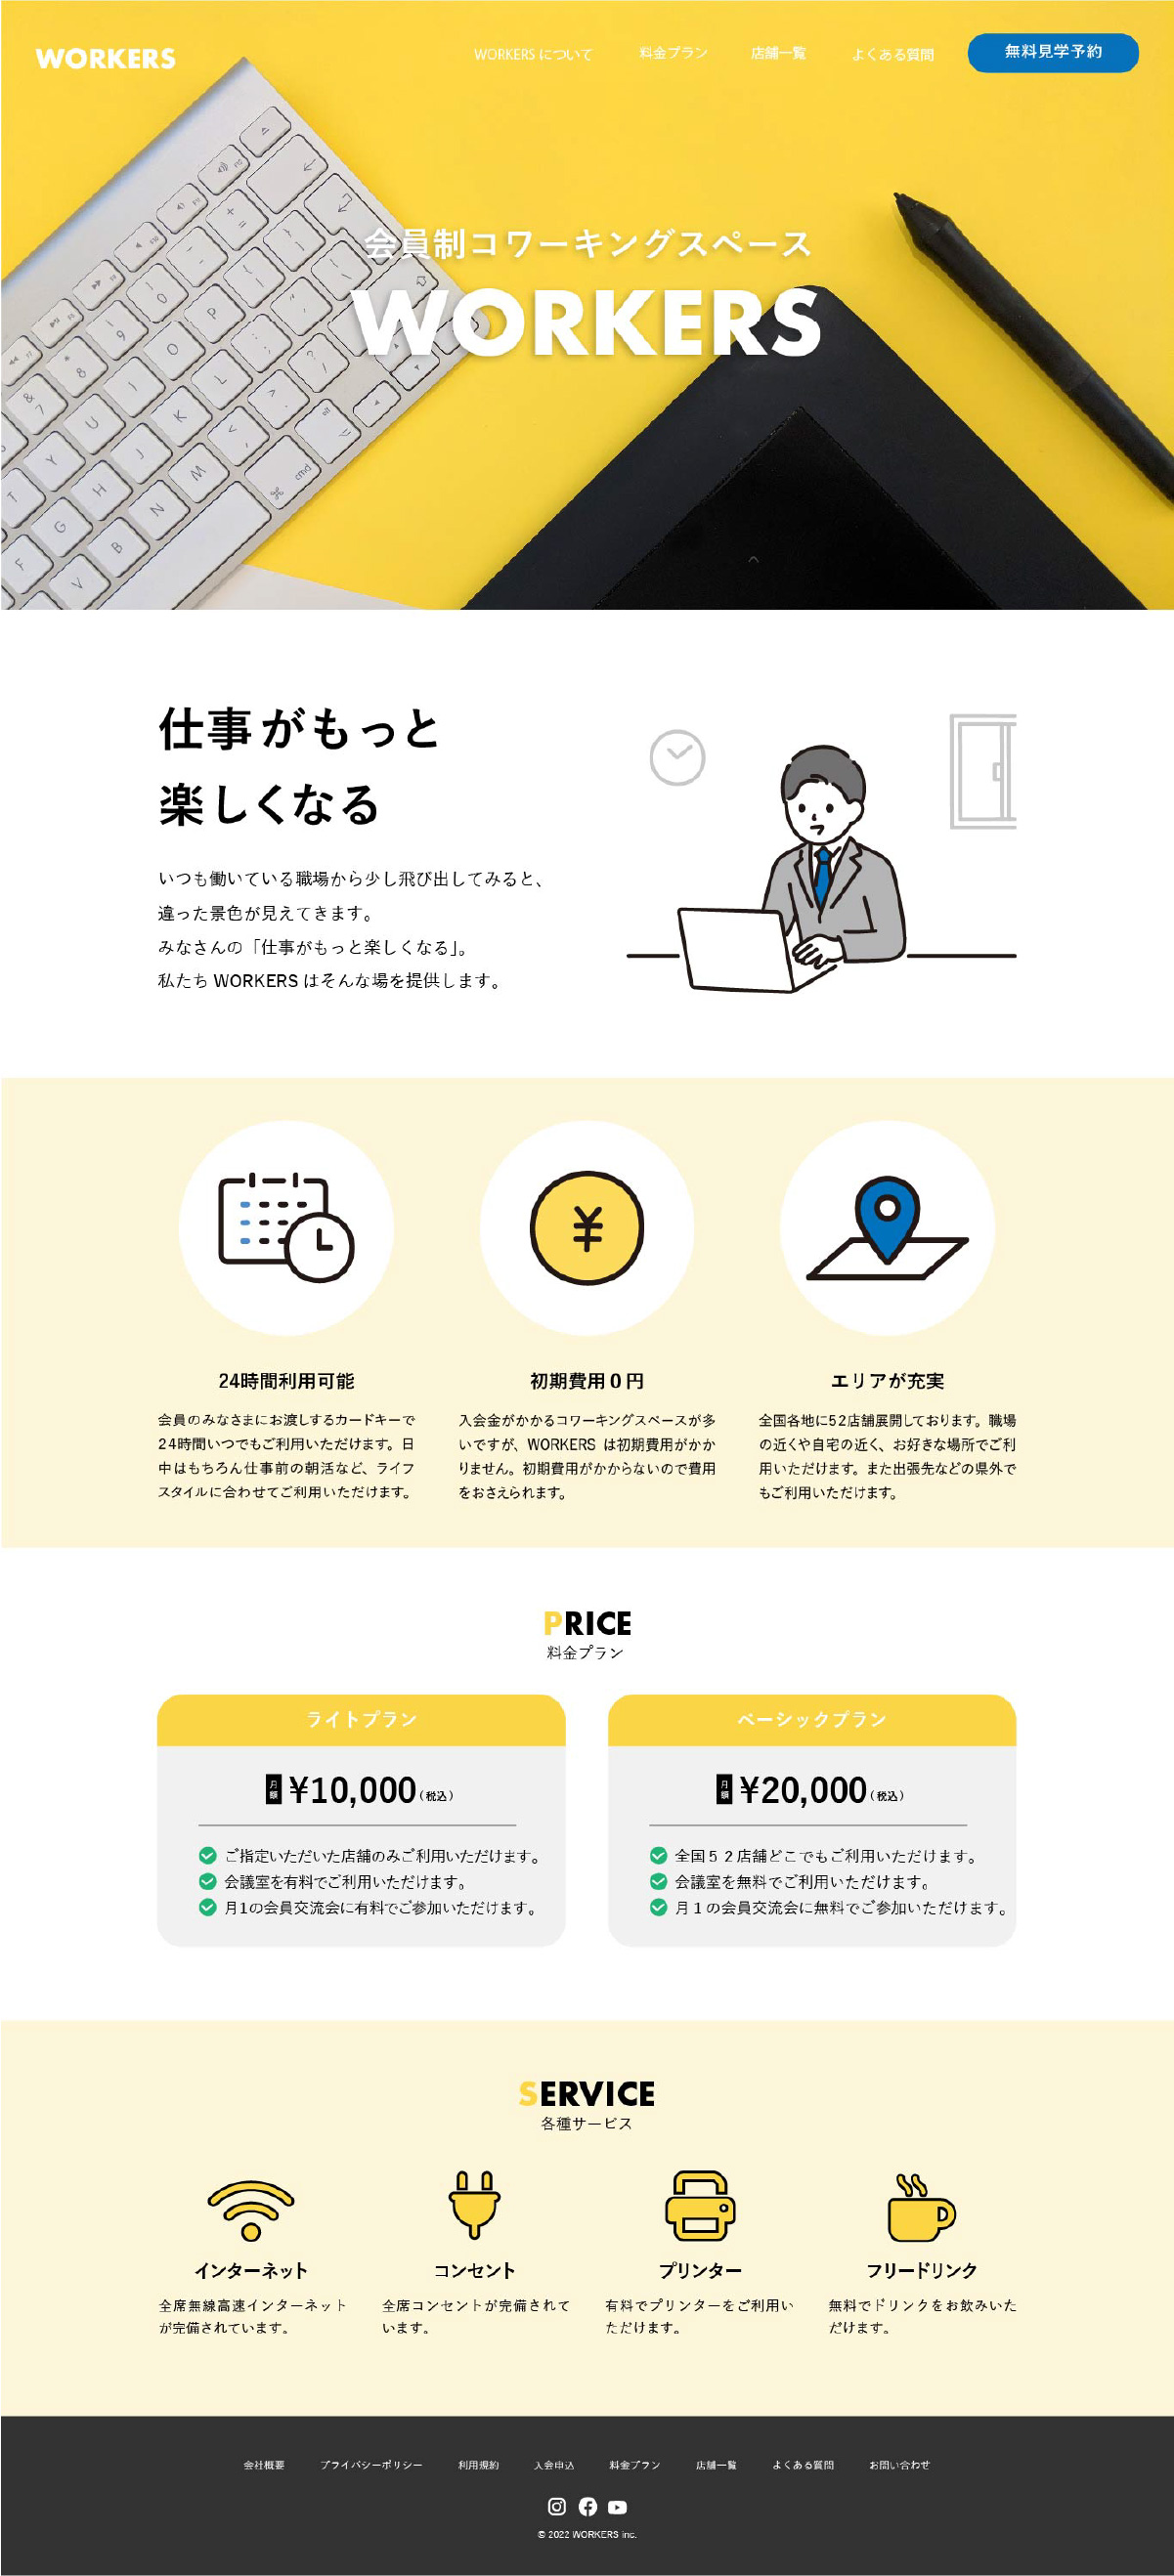 WORKERS
WORKERS について
料金プラン
店舗一覧
よくある質問
無料見学予約
会員制コワーキングスペース
WORKERS
仕事がもっと
楽しくなる
いつも働いている職場から少し飛び出してみると、
違った景色が見えてきます。
みなさんの「仕事がもっと楽しくなる」。
私たち WORKERS はそんな場を提供します。
24時間利用可能
会員のみなさまにお渡しするカードキーで
24時間いつでもご利用いただけます。日
中はもちろん仕事前の朝活など、ライフ
スタイルに合わせてご利用いただけます。
初期費用０円
入会金がかかるコワーキングスペースが多
いですが、WORKERS は初期費用がかか
りません。初期費用がかからないので費用
をおさえられます。
エリアが充実
全国各地に52店舗展開しております。職場
の近くや自宅の近く、お好きな場所でご利
用いただけます。また出張先などの県外で
もご利用いただけます。
PRICE
料金プラン
ライトプラン
月額 ¥10,000（税込）
ご指定いただいた店舗のみご利用いただけます。
会議室を有料でご利用いただけます。
月1の会員交流会に有料でご参加いただけます。
ベーシックプラン
月額 ¥20,000（税込）
全国５２店舗どこでもご利用いただけます。
会議室を無料でご利用いただけます。
月１の会員交流会に無料でご参加いただけます。
SERVICE
各種サービス
インターネット
全席無線高速インターネット
が完備されています。
コンセント
全席コンセントが完備されて
います。
プリンター
有料でプリンターをご利用い
ただけます。
フリードリンク
無料でドリンクをお飲みいた
だけます。
会社概要
プライバシーポリシー
利用規約
入会申込
料金プラン
店舗一覧
よくある質問
お問い合わせ
© 2022 WORKERS inc.